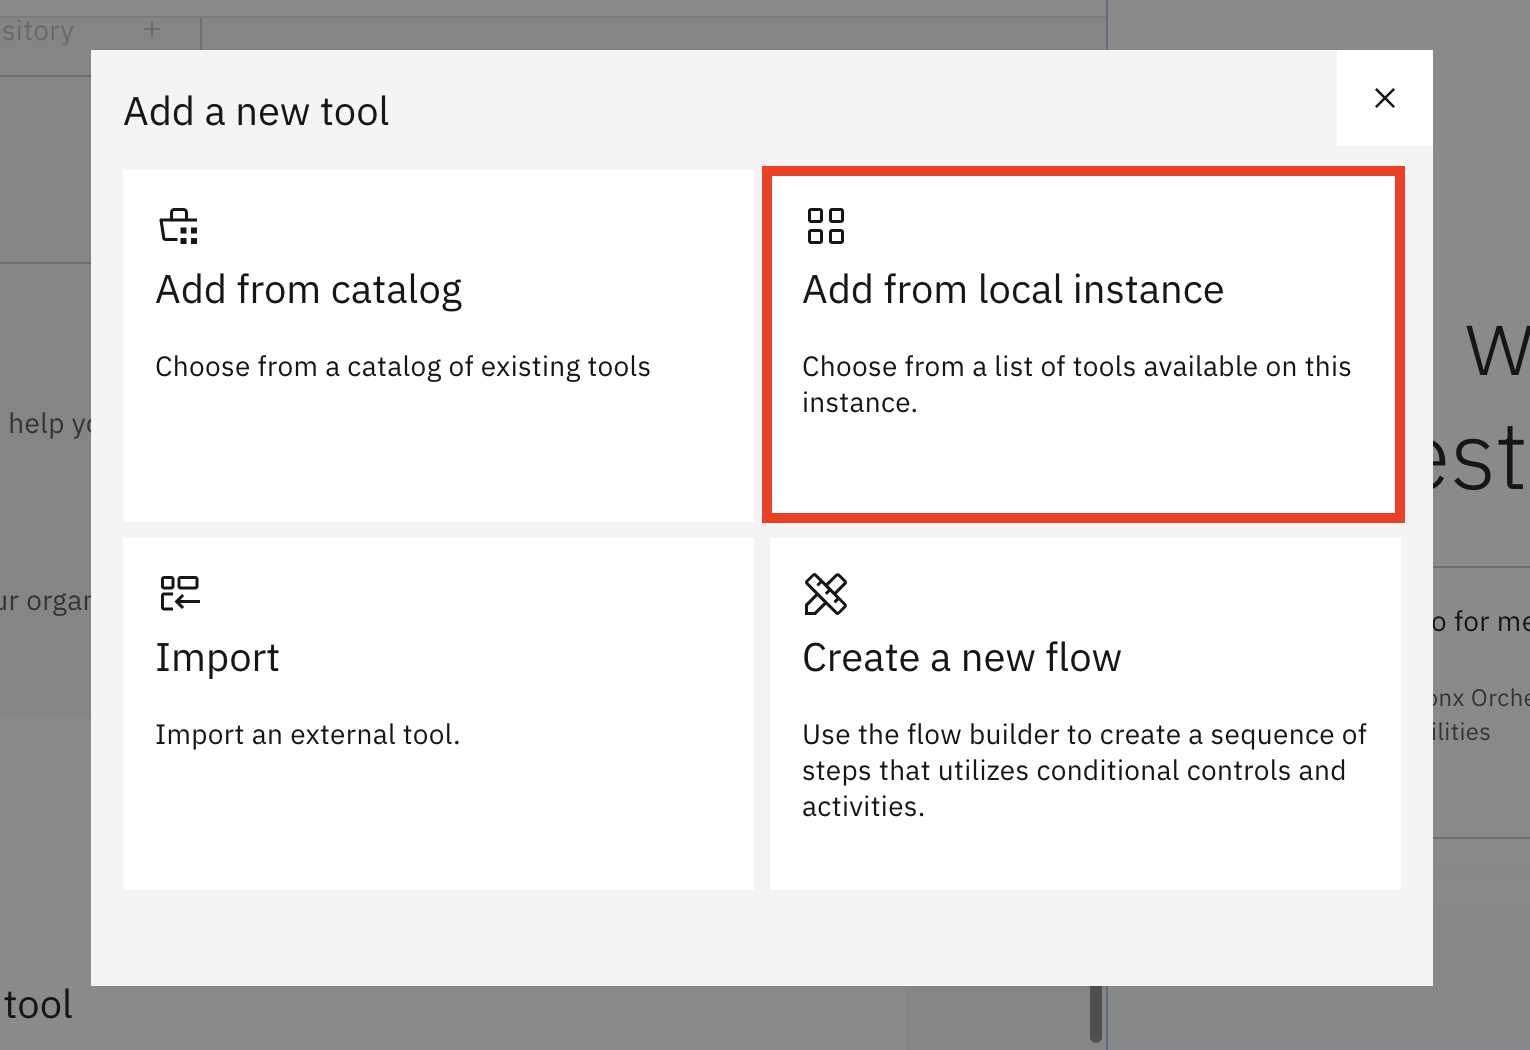 sitory +
Add a new tool
Add from catalog
Choose from a catalog of existing tools
Add from local instance
Choose from a list of tools available on this
instance.
Import
Import an external tool.
Create a new flow
Use the flow builder to create a sequence of
steps that utilizes conditional controls and
activities.
help yo
ur organ
tool
W
est
o for me
onx Orche
ilities